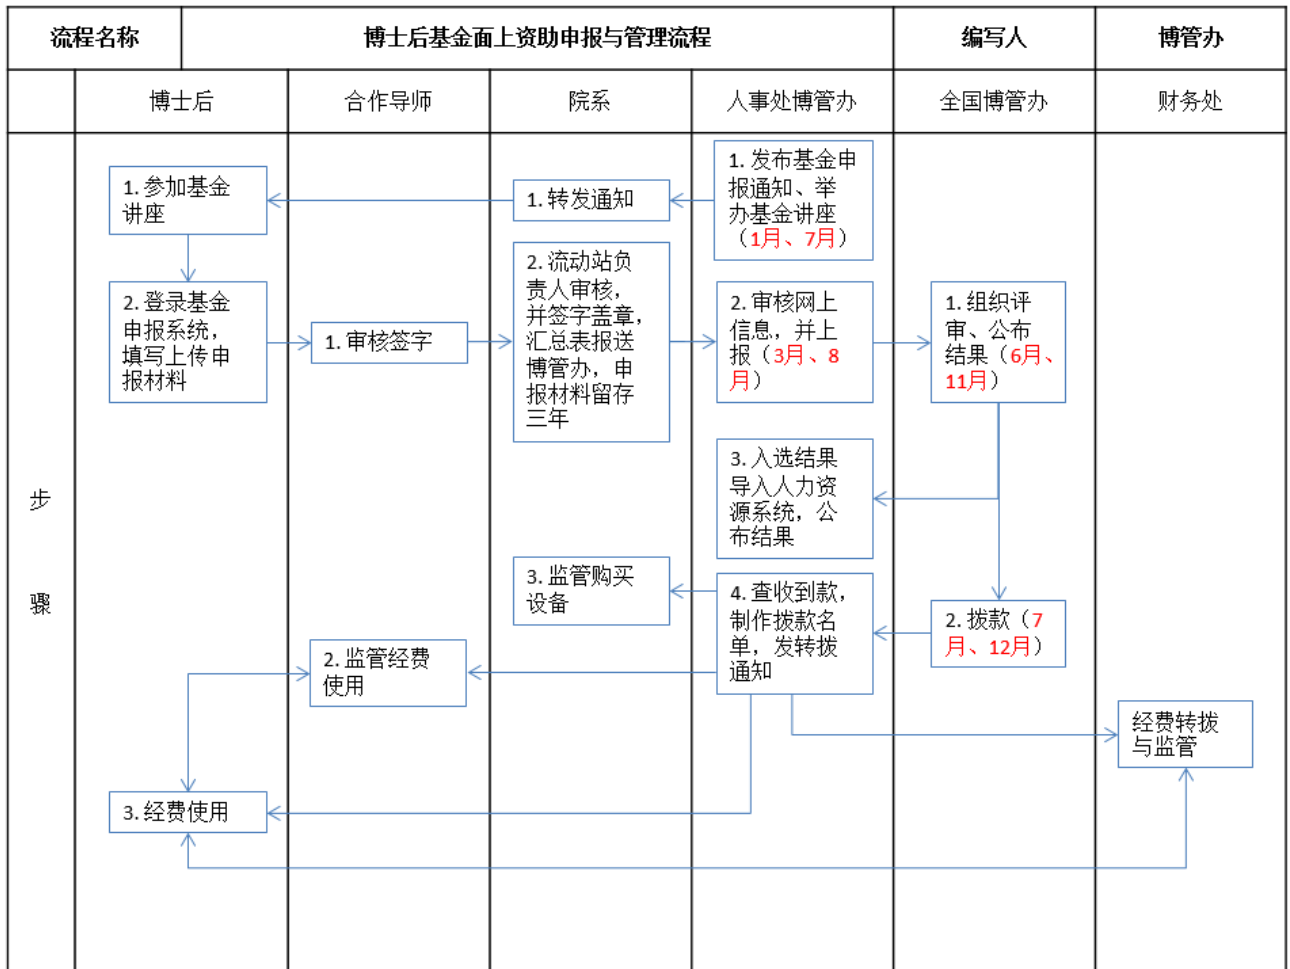 流程名称
博士后基金面上资助申报与管理流程
编写人
博管办
博士后
合作导师
院系
人事处博管办
全国博管办
财务处
步
骤
1. 参加基金
讲座
1. 转发通知
1. 发布基金申
报通知、举
办基金讲座
（1月、7月）
2. 登录基金
申报系统，
填写上传申
报材料
1. 审核签字
2. 流动站负
责人审核，
并签字盖章，
汇总表报送
博管办，申
报材料留存
三年
2. 审核网上
信息，并上
报（3月、8
月）
1. 组织评
审、公布
结果（6月、
11月）
3. 入选结果
导入人力资
源系统，公
布结果
3. 监管购买
设备
4. 查收到款，
制作拨款名
单，发转拨
通知
2. 拨款（7
月、12月）
2. 监管经费
使用
经费转拨
与监管
3. 经费使用